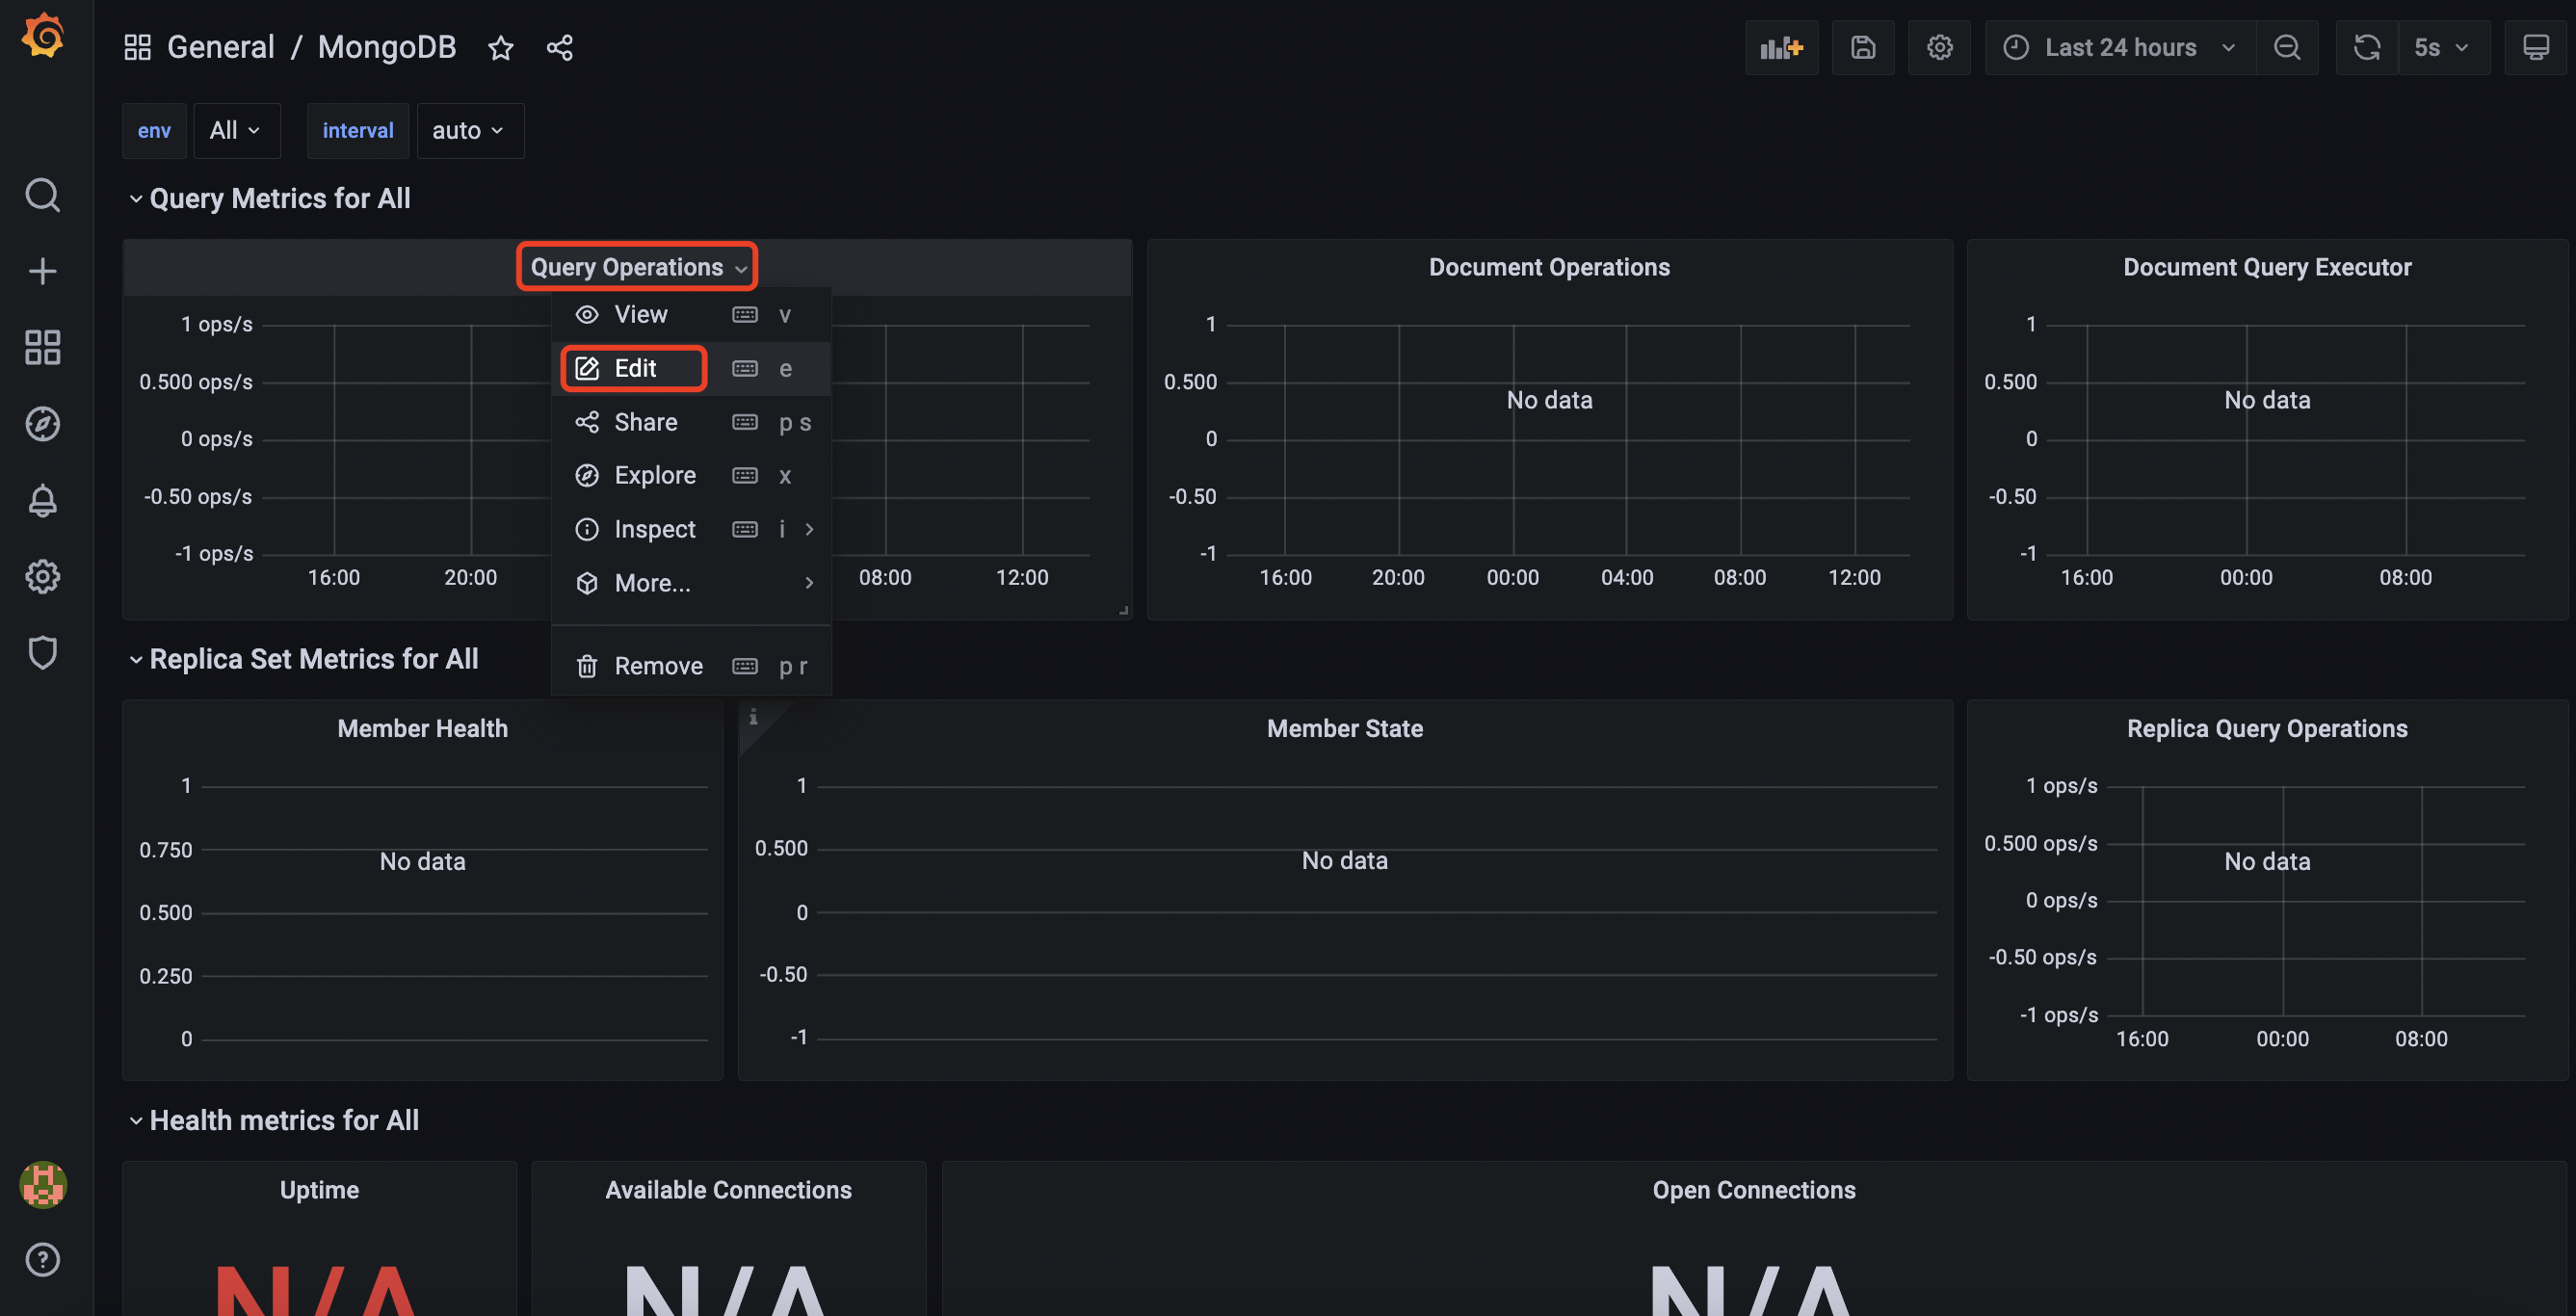 General / MongoDB
Last 24 hours
5s
env All interval auto
Query Metrics for All
Query Operations
1 ops/s
0.500 ops/s
0 ops/s
-0.50 ops/s
-1 ops/s
16:00 20:00 08:00 12:00
View v
Edit e
Share p s
Explore x
Inspect i
More...
Remove p r
Document Operations
1
0.500
No data
0
-0.50
-1
16:00 20:00 00:00 04:00 08:00 12:00
Document Query Executor
1
0.500
No data
0
-0.50
-1
16:00 00:00 08:00
Replica Set Metrics for All
Member Health
1
0.750
No data
0.500
0.250
0
Member State
1
0.500
No data
0
-0.50
-1
Replica Query Operations
1 ops/s
0.500 ops/s
No data
0 ops/s
-0.50 ops/s
-1 ops/s
16:00 00:00 08:00
Health metrics for All
Uptime
N/A
Available Connections
N/A
Open Connections
N/A